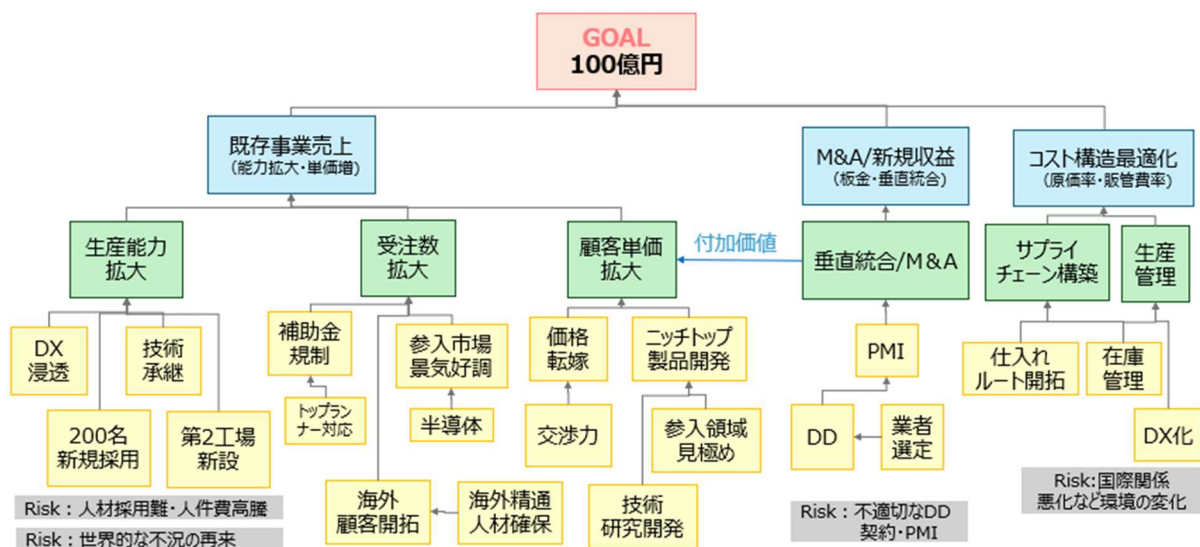 GOAL
100億円
既存事業売上
(能力拡大・単価増)
M&A/新規収益
(板金・垂直統合)
コスト構造最適化
(原価率・販管費率)
生産能力
拡大
受注数
拡大
顧客単価
拡大
付加価値
垂直統合/M&A
サプライ
チェーン構築
生産
管理
DX
浸透
技術
承継
補助金
規制
参入市場
景気好調
価格
転嫁
ニッチトップ
製品開発
PMI
仕入れ
ルート開拓
在庫
管理
トップラン
ナー対応
半導体
200名
新規採用
第2工場
新設
交渉力
参入領域
見極め
DD
業者
選定
DX化
海外
顧客開拓
海外精通
人材確保
技術
研究開発
Risk：人材採用難・人件費高騰
Risk：世界的な不況の再来
Risk：不適切なDD
契約・PMI
Risk:国際関係
悪化など環境の変化